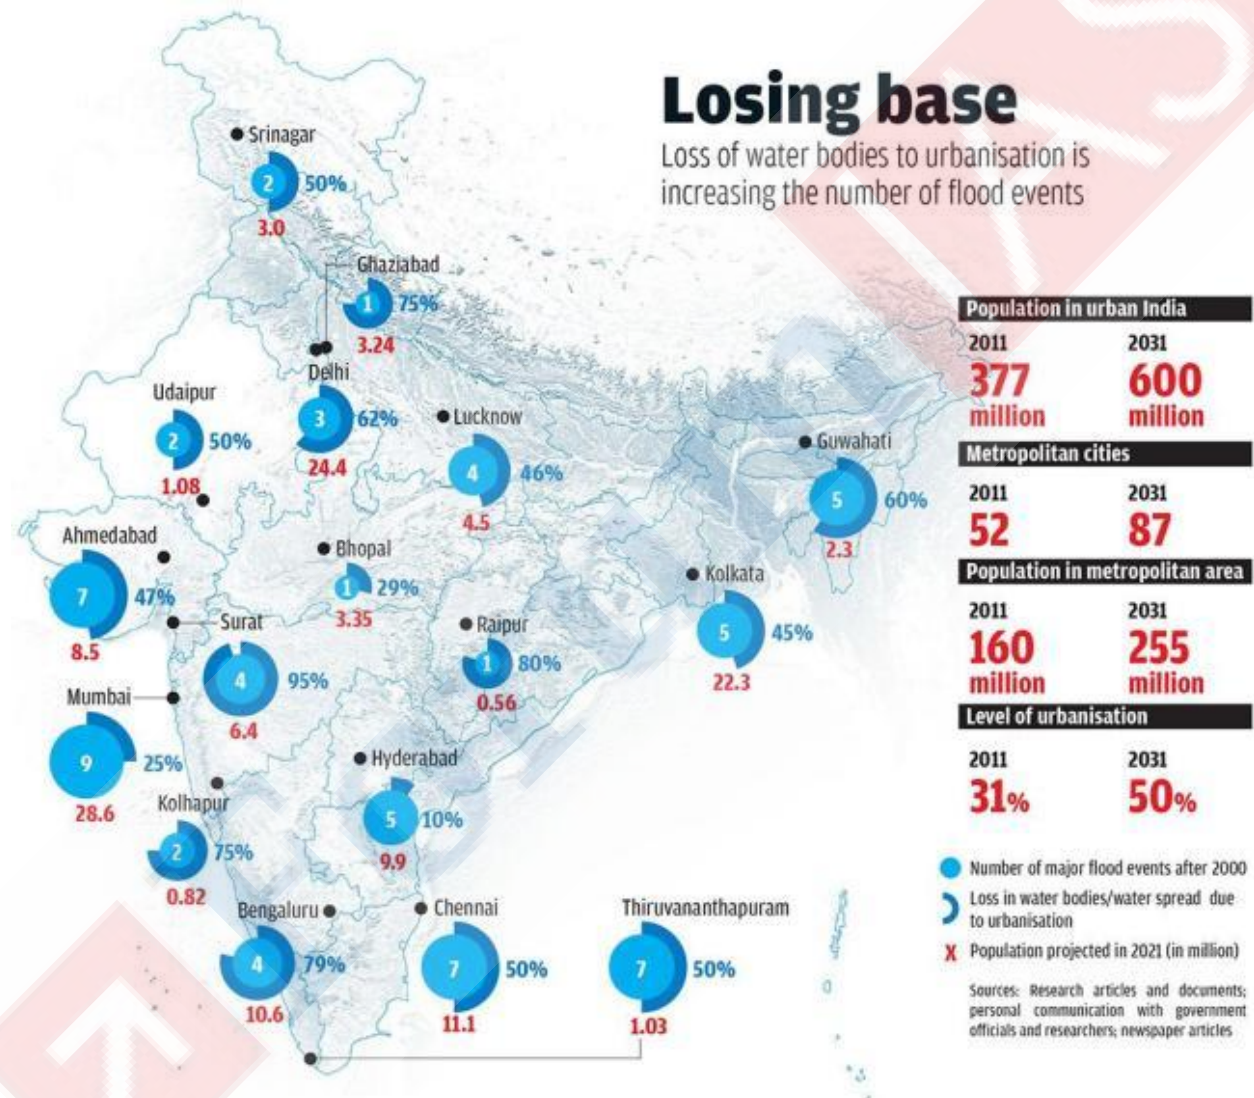 Losing base
Loss of water bodies to urbanisation is
increasing the number of flood events
Srinagar
2
50%
3.0
Ghaziabad
1
75%
3.24
Delhi
3
62%
24.4
Udaipur
2
50%
1.08
Lucknow
4
46%
4.5
Guwahati
5
60%
2.3
Ahmedabad
7
47%
8.5
Bhopal
1
29%
3.35
Kolkata
5
45%
22.3
Surat
4
95%
6.4
Raipur
1
80%
0.56
Mumbai
9
25%
28.6
Hyderabad
5
10%
9.9
Kolhapur
2
75%
0.82
Bengaluru
4
79%
10.6
Chennai
7
50%
11.1
Thiruvananthapuram
7
50%
1.03
Population in urban India
2011 2031
377 600
million million
Metropolitan cities
2011 2031
52 87
Population in metropolitan area
2011 2031
160 255
million million
Level of urbanisation
2011 2031
31% 50%
Number of major flood events after 2000
Loss in water bodies/water spread due
to urbanisation
X Population projected in 2021 (in million)
Sources: Research articles and documents;
personal communication with government
officials and researchers; newspaper articles
IAS